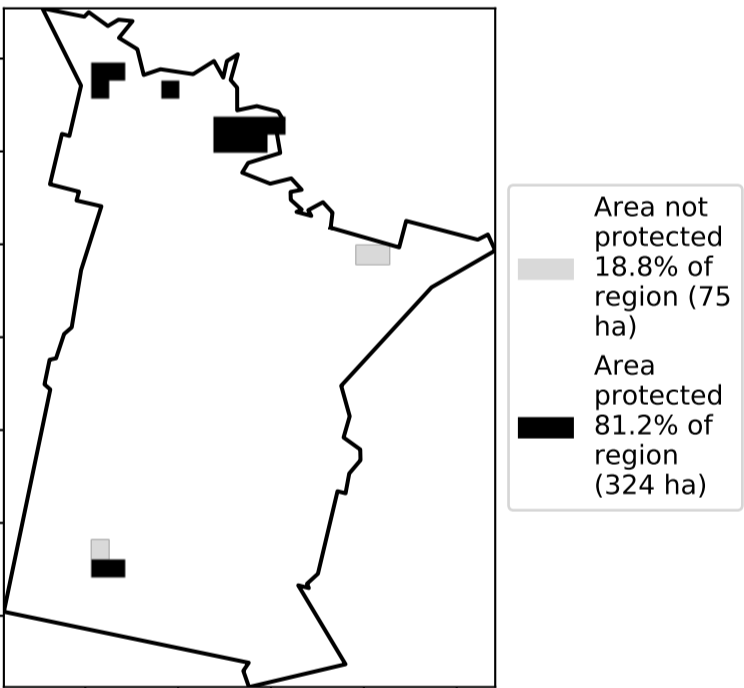 Area not
protected
18.8% of
region (75
ha)
Area
protected
81.2% of
region
(324 ha)